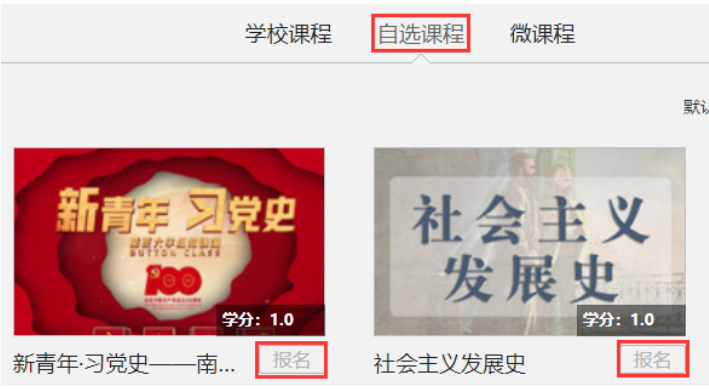 学校课程 自选课程 微课程
默认
新青年 习党史
BUTTON CLASS
100
学分：1.0
新青年·习党史——南... 报名
社会主义
发展史
学分：1.0
社会主义发展史 报名